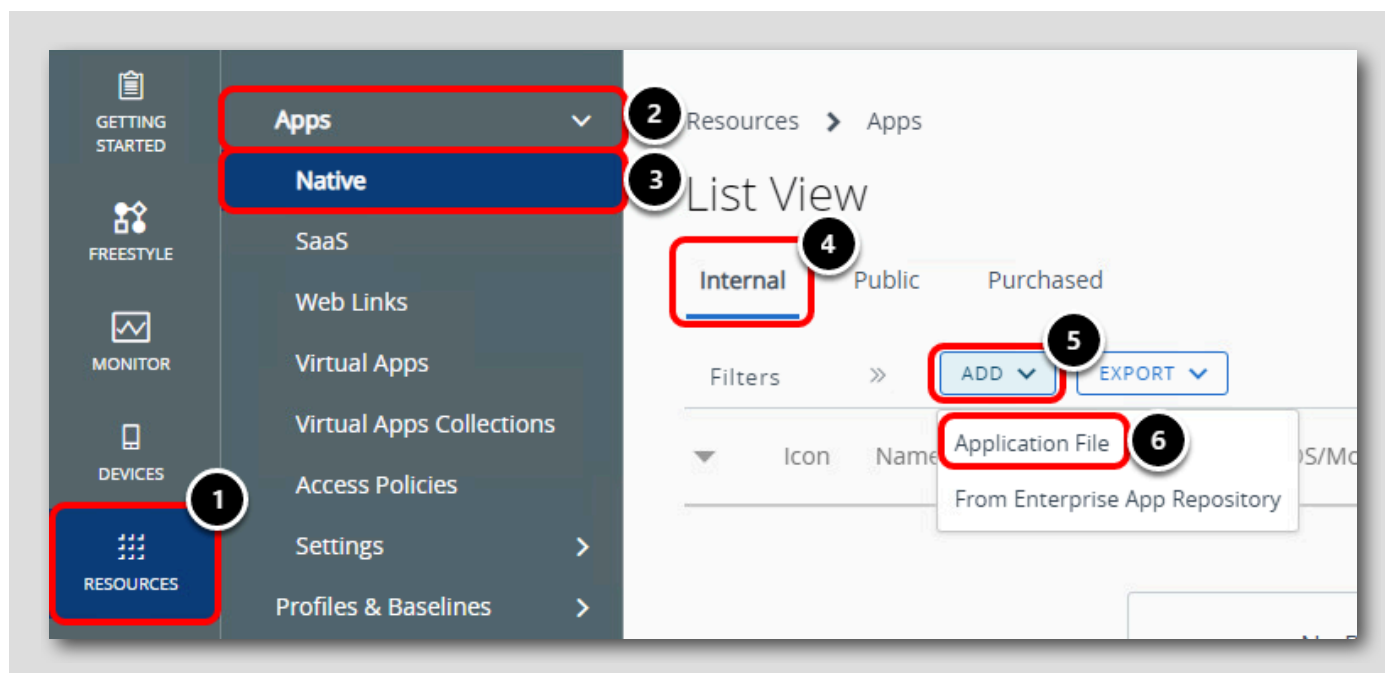 GETTING
STARTED
FREESTYLE
MONITOR
DEVICES
1
RESOURCES
Apps
2
Native
3
SaaS
Web Links
Virtual Apps
Virtual Apps Collections
Access Policies
Settings
Profiles & Baselines
Resources > Apps
List View
4
Internal Public Purchased
5
Filters » ADD EXPORT
Application File 6
Icon Name
From Enterprise App Repository